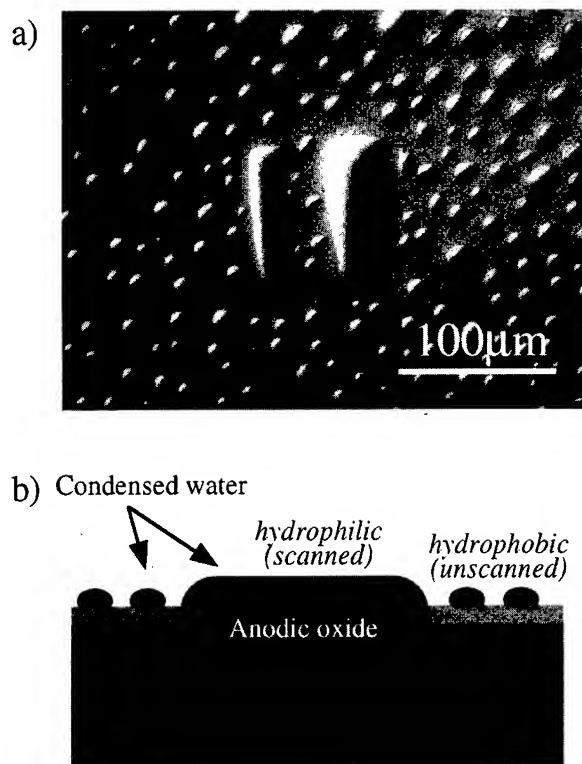 a)
100μm
b) Condensed water
hydrophilic
(scanned)
hydrophobic
(unscanned)
Anodic oxide